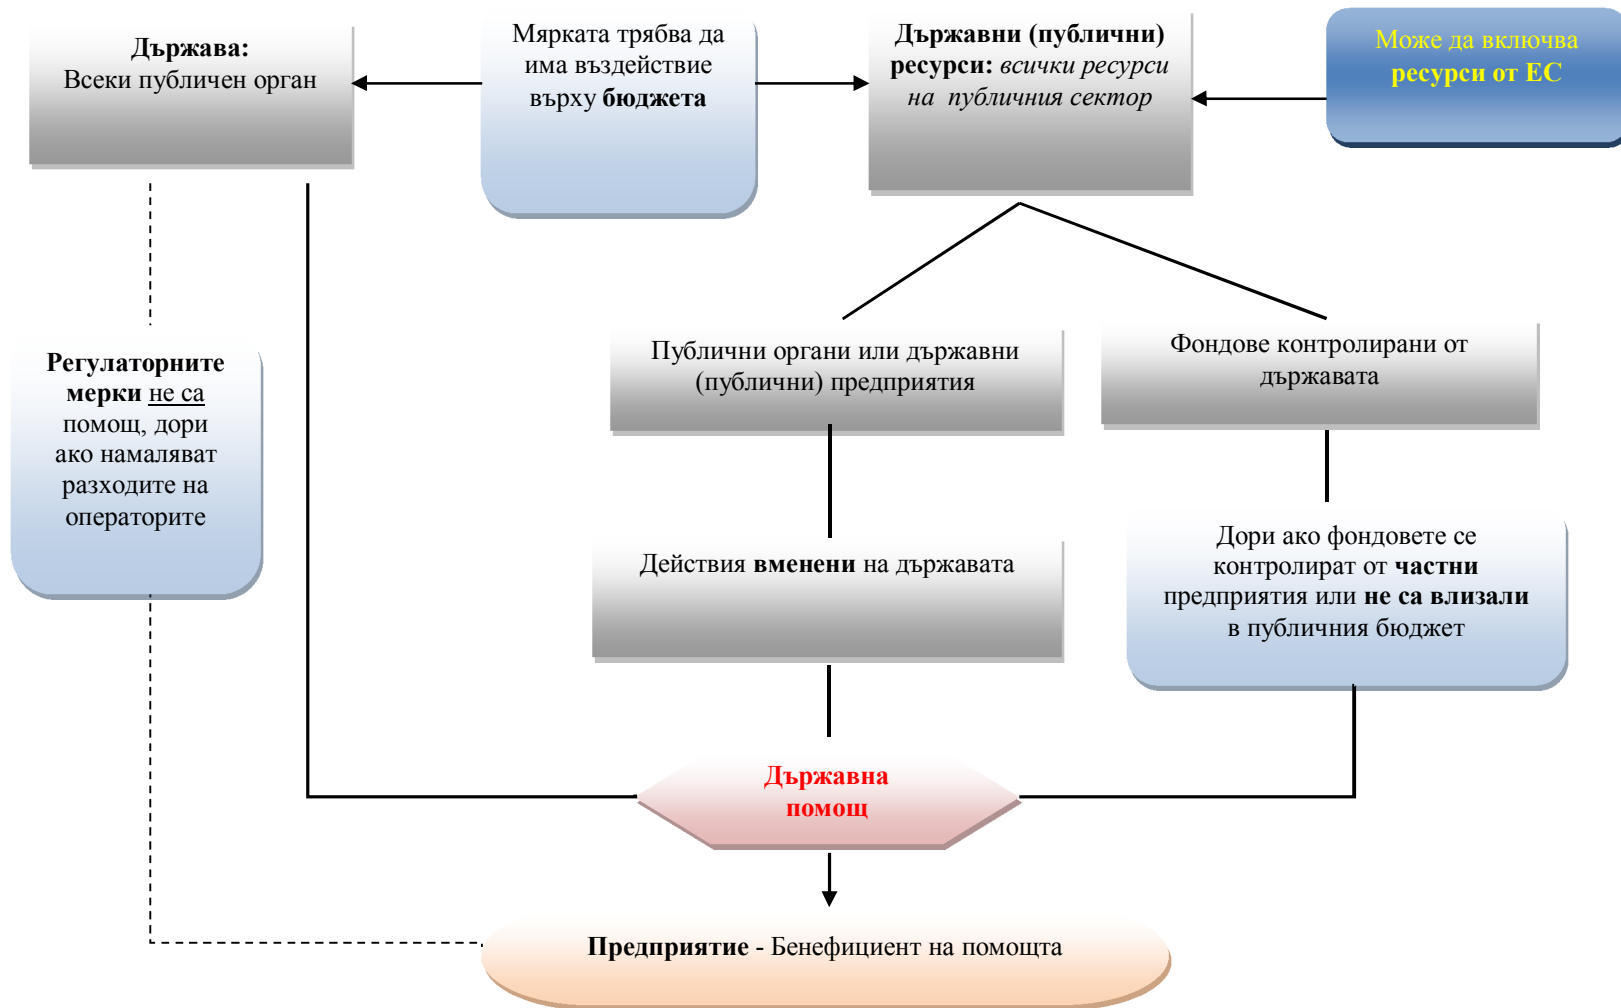 Държава:
Всеки публичен орган
Мярката трябва да
има въздействие
върху бюджета
Държавни (публични)
ресурси: всички ресурси
на публичния сектор
Може да включва
ресурси от ЕС
Регулаторните
мерки не са
помощ, дори
ако намаляват
разходите на
операторите
Публични органи или държавни
(публични) предприятия
Фондове контролирани от
държавата
Действия вменени на държавата
Дори ако фондовете се
контролират от частни
предприятия или не са влизали
в публичния бюджет
Държавна
помощ
Предприятие - Бенефициент на помощта